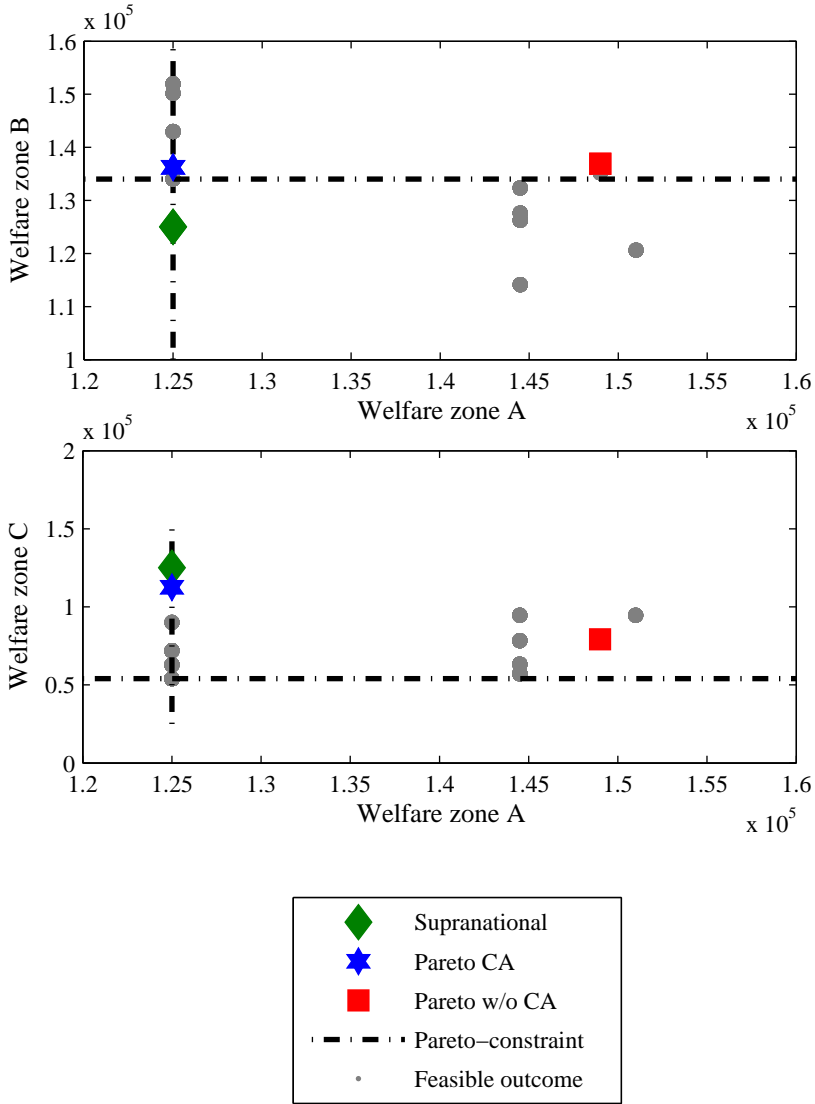 x 10^5
1.6
1.5
1.4
1.3
1.2
1.1
1
Welfare zone B
1.2 1.25 1.3 1.35 1.4 1.45 1.5 1.55 1.6
Welfare zone A
x 10^5
x 10^5
2
1.5
1
0.5
0
Welfare zone C
1.2 1.25 1.3 1.35 1.4 1.45 1.5 1.55 1.6
Welfare zone A
x 10^5
Supranational
Pareto CA
Pareto w/o CA
Pareto−constraint
Feasible outcome